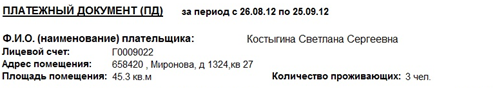 ПЛАТЕЖНЫЙ ДОКУМЕНТ (ПД) за период с 26.08.12 по 25.09.12
Ф.И.О. (наименование) плательщика: Костыгина Светлана Сергеевна
Лицевой счет: Г0009022
Адрес помещения: 658420 , Миронова, д 1324,кв 27
Площадь помещения: 45.3 кв.м Количество проживающих: 3 чел.